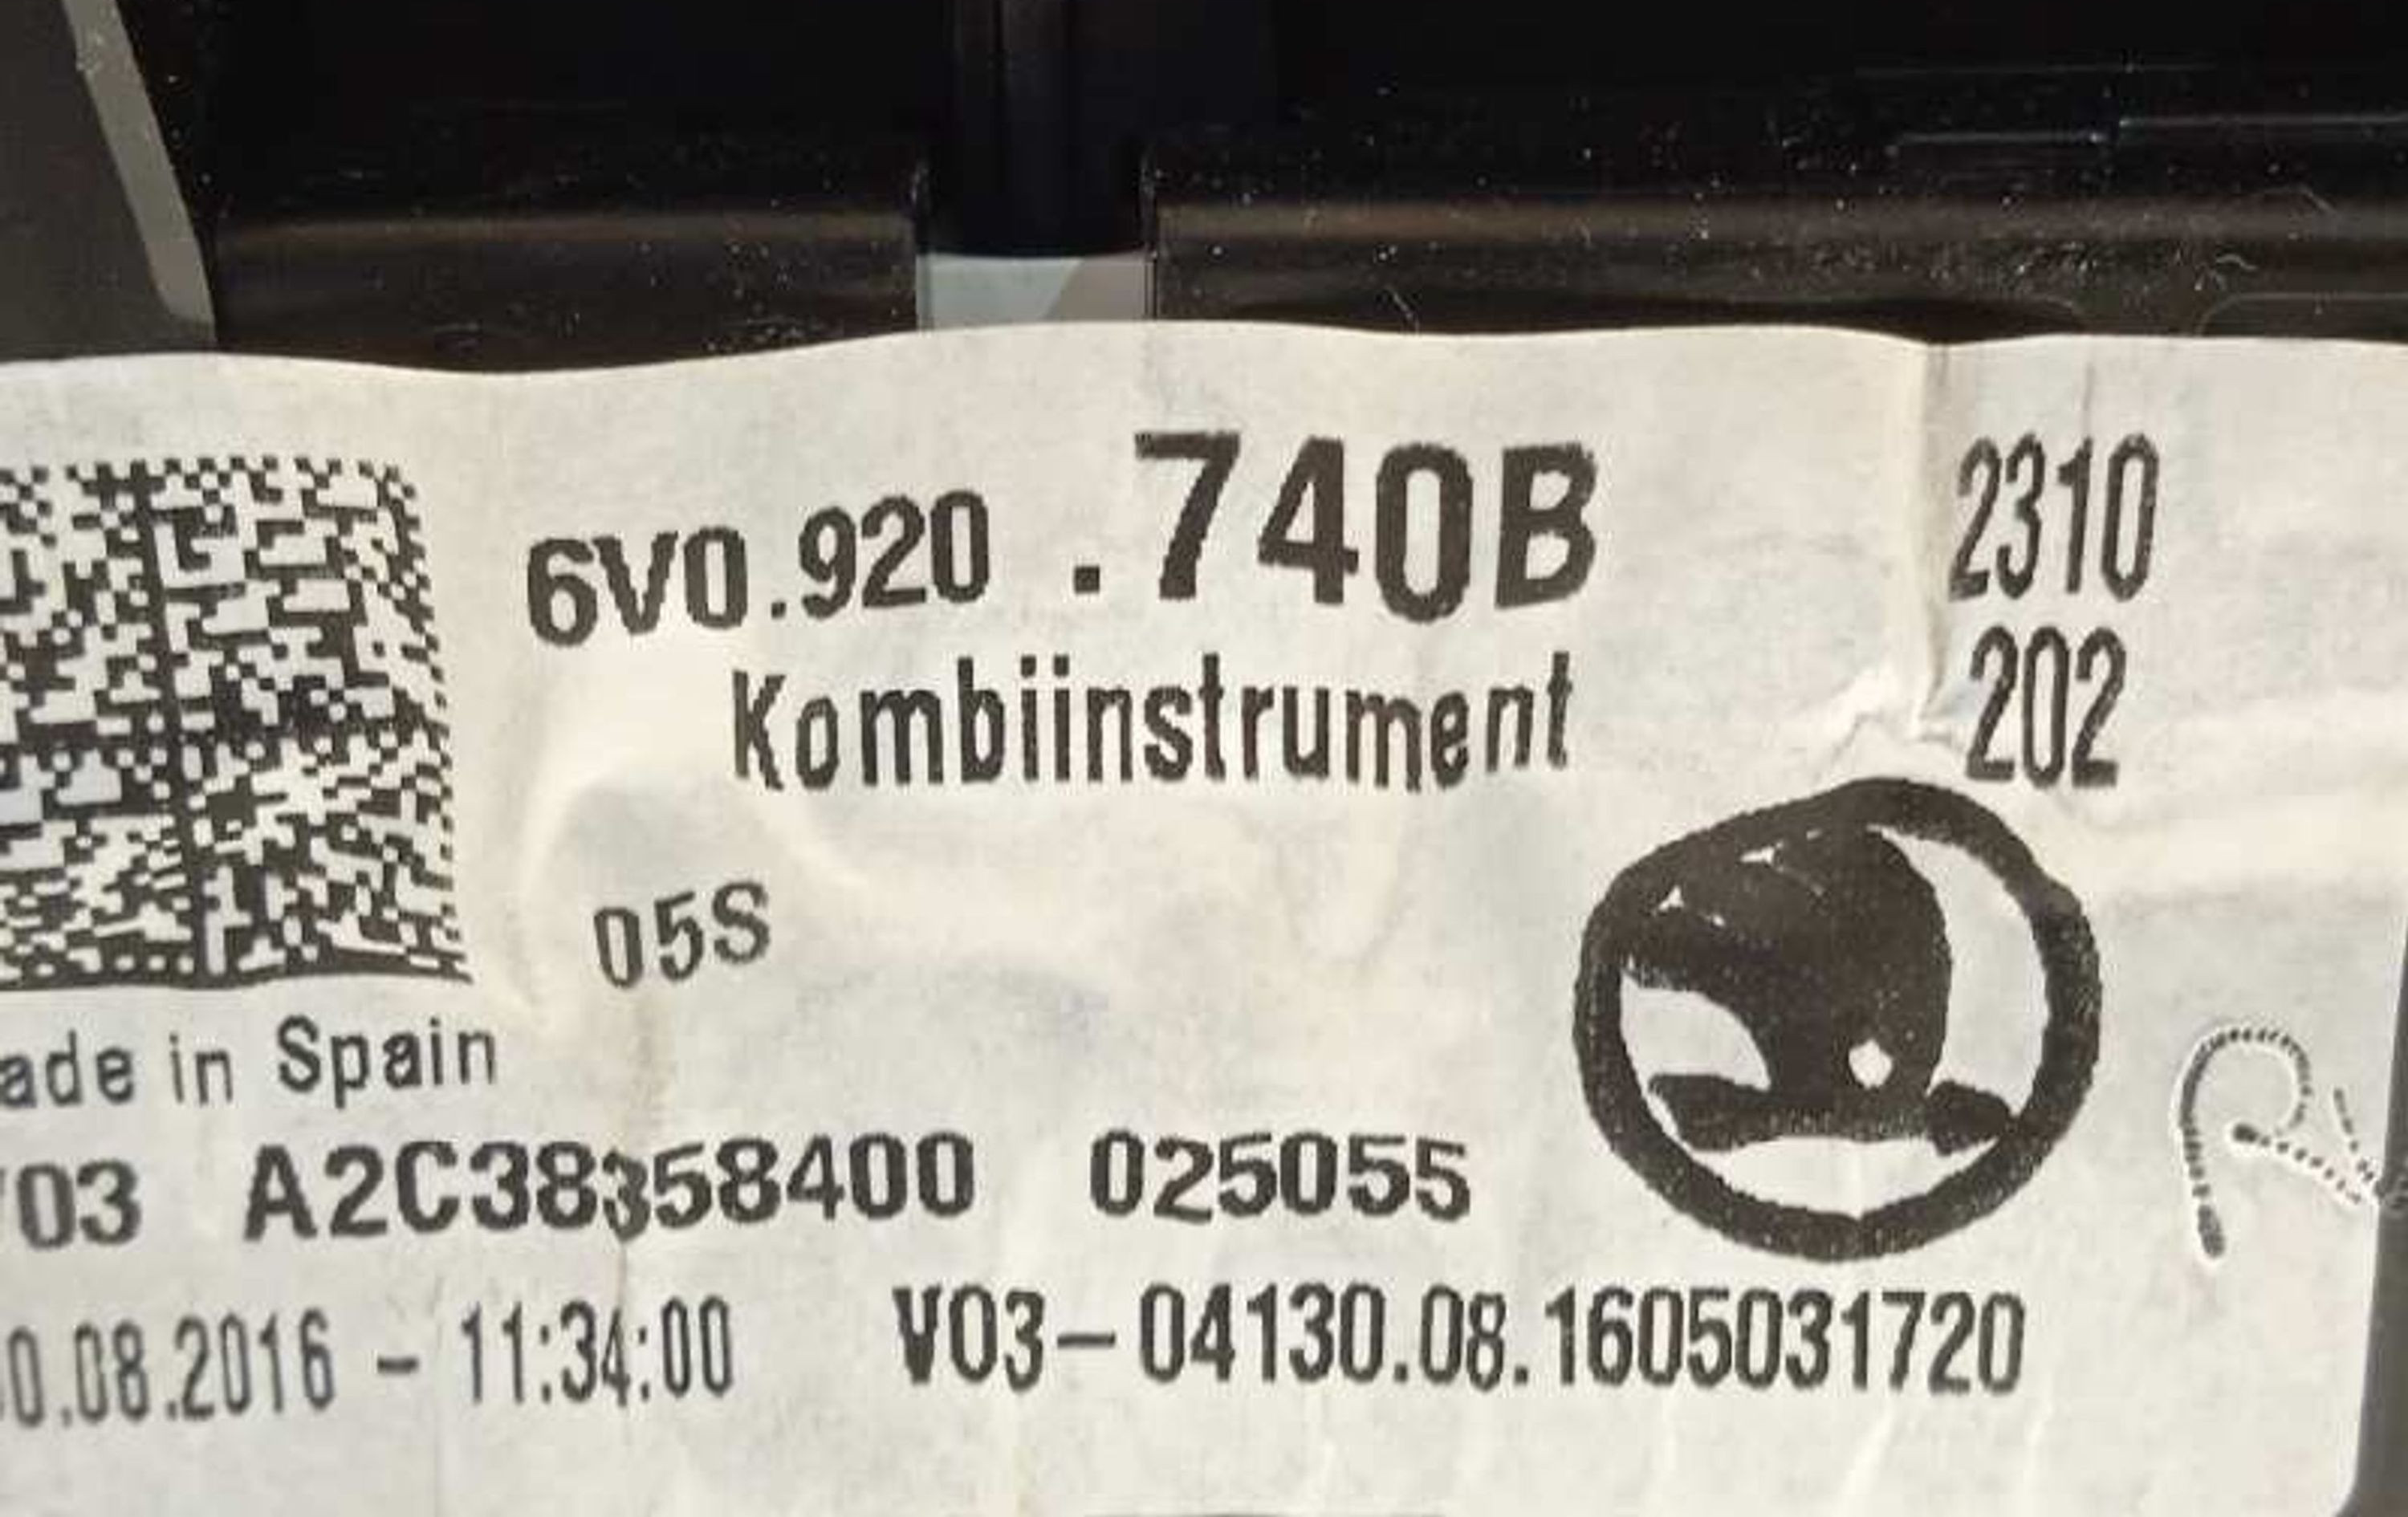 6V0.920 .740B 2310
Kombiinstrument 202
05S
ade in Spain
V03 A2C38358400 025055
0.08.2016 - 11:34:00 V03- 04130.08.1605031720